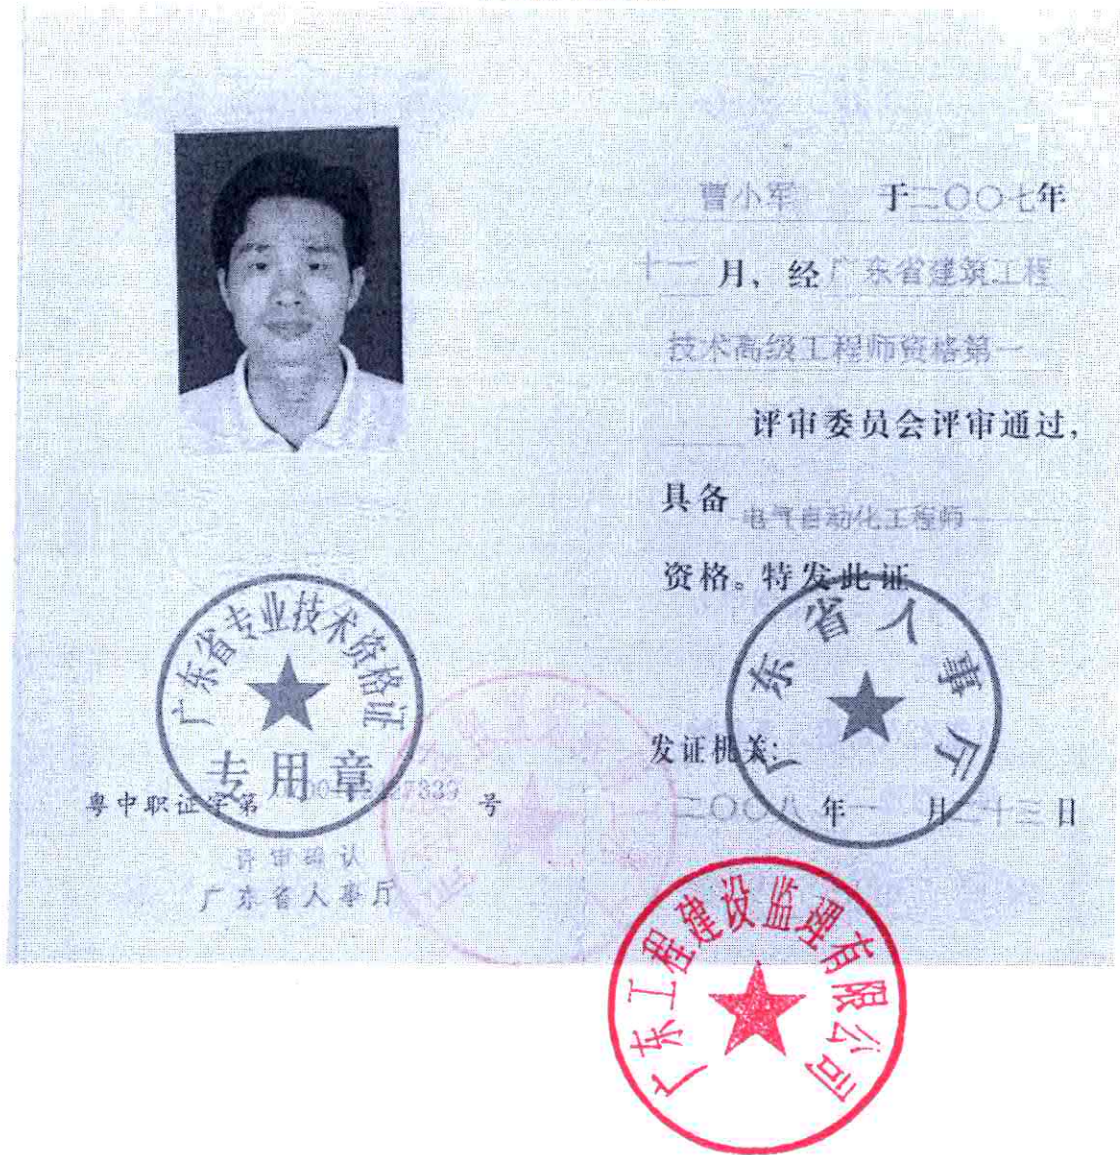 曹小军 于二〇〇七年
十一 月、经 广东省建筑工程
技术高级工程师资格第一
评审委员会评审通过,
具备 电气自动化工程师
资格。特发此证
广东省人事厅
发证机关:
二〇〇八 年 一 月二十三日
广东省专业技术资格证
专用章
粤中职证字第 号
评审确认
广东省人事厅
广东工程建设监理有限公司